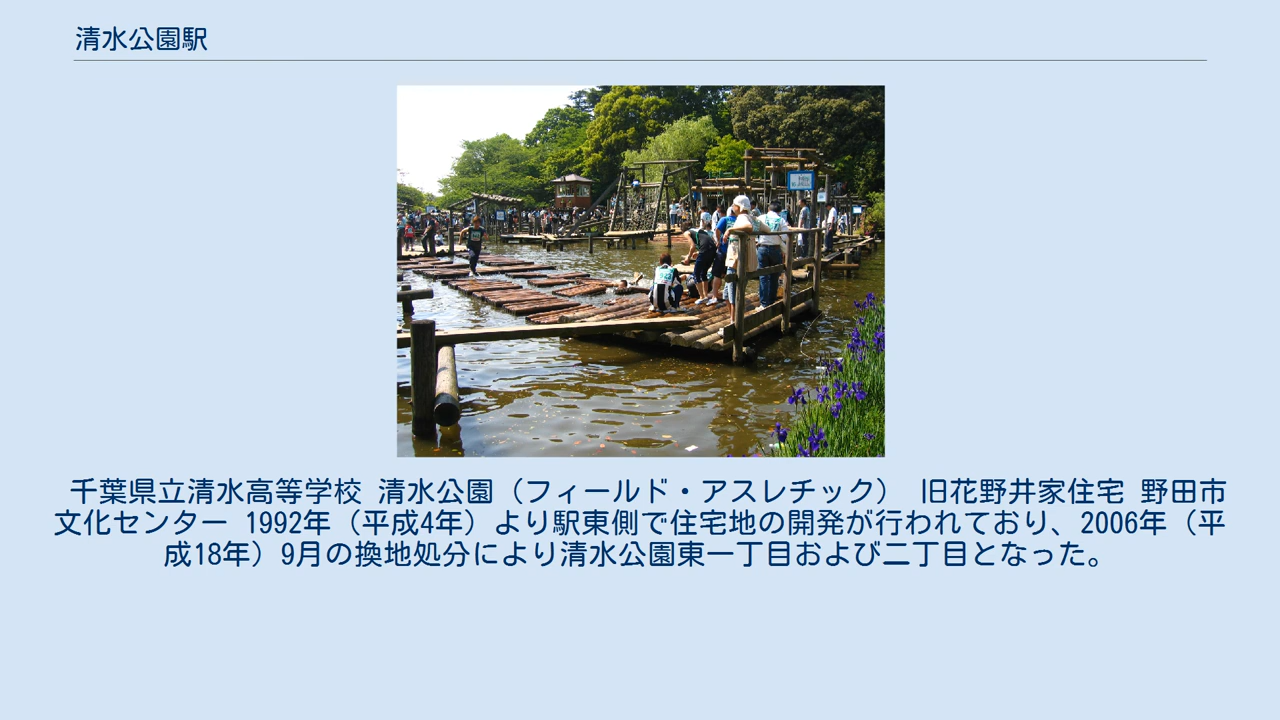 清水公園駅
千葉県立清水高等学校 清水公園（フィールド・アスレチック） 旧花野井家住宅 野田市
文化センター 1992年（平成4年）より駅東側で住宅地の開発が行われており、2006年（平
成18年）9月の換地処分により清水公園東一丁目および二丁目となった。